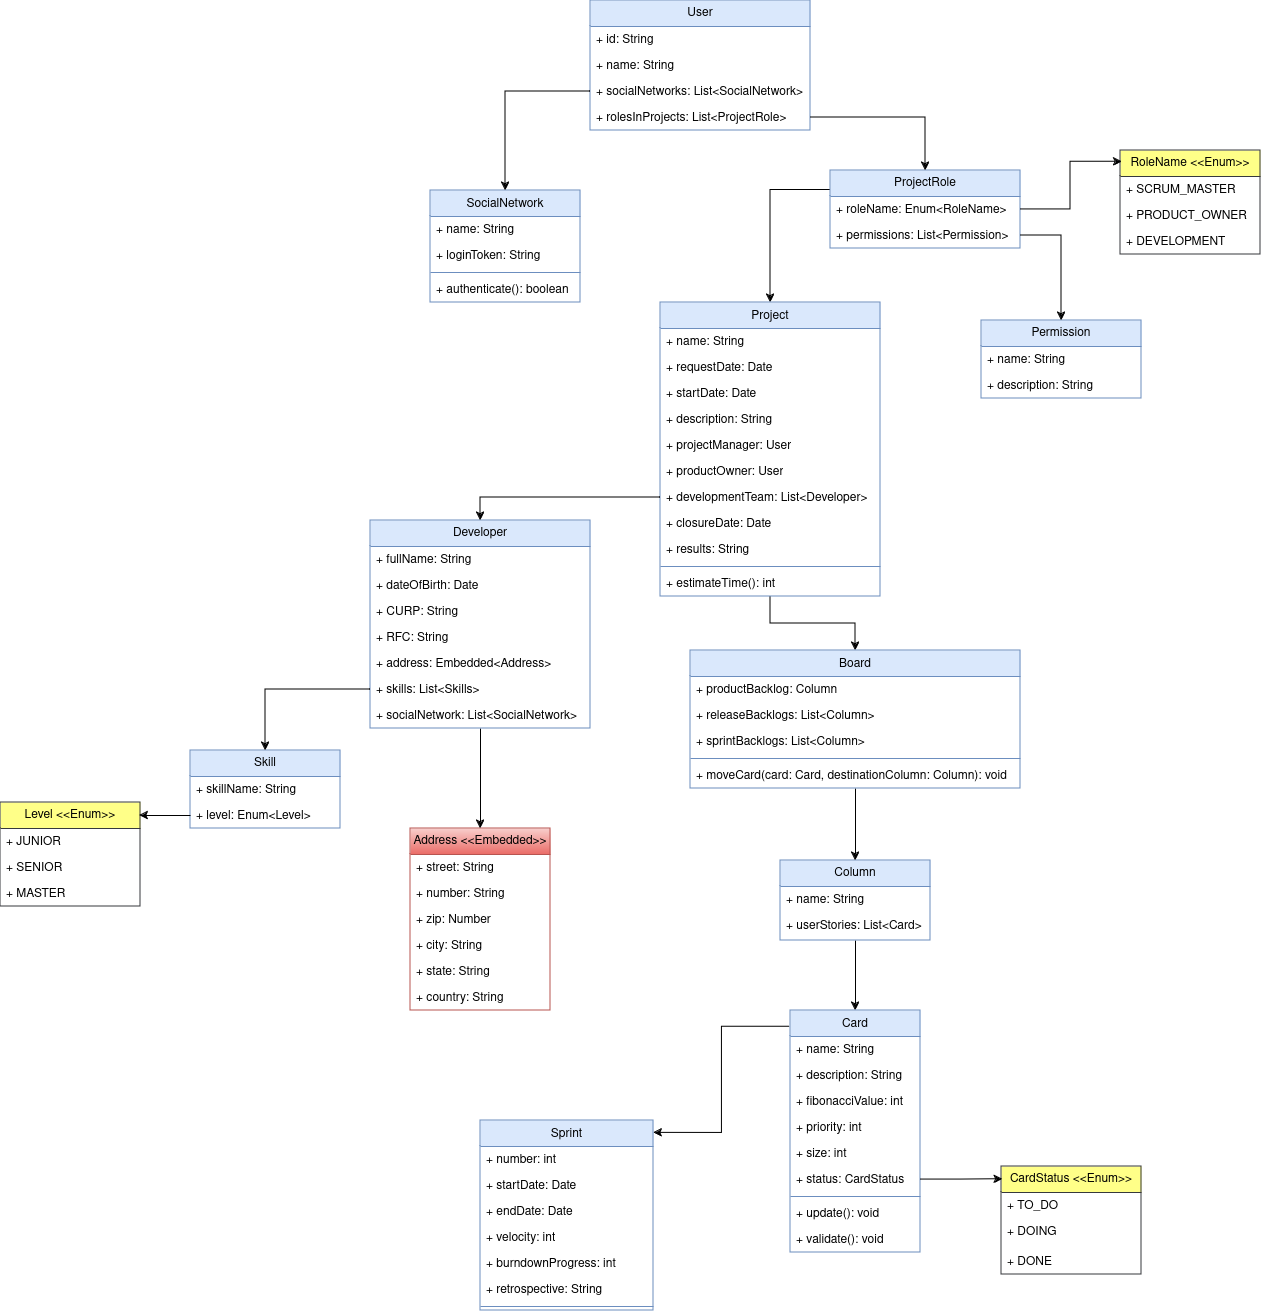 User
+ id: String
+ name: String
+ socialNetworks: List<SocialNetwork>
+ rolesInProjects: List<ProjectRole>
RoleName <<Enum>>
+ SCRUM_MASTER
+ PRODUCT_OWNER
+ DEVELOPMENT
ProjectRole
+ roleName: Enum<RoleName>
+ permissions: List<Permission>
SocialNetwork
+ name: String
+ loginToken: String
+ authenticate(): boolean
Project
+ name: String
+ requestDate: Date
+ startDate: Date
+ description: String
+ projectManager: User
+ productOwner: User
+ developmentTeam: List<Developer>
+ closureDate: Date
+ results: String
+ estimateTime(): int
Permission
+ name: String
+ description: String
Developer
+ fullName: String
+ dateOfBirth: Date
+ CURP: String
+ RFC: String
+ address: Embedded<Address>
+ skills: List<Skills>
+ socialNetwork: List<SocialNetwork>
Board
+ productBacklog: Column
+ releaseBacklogs: List<Column>
+ sprintBacklogs: List<Column>
+ moveCard(card: Card, destinationColumn: Column): void
Skill
+ skillName: String
+ level: Enum<Level>
Level <<Enum>>
+ JUNIOR
+ SENIOR
+ MASTER
Address <<Embedded>>
+ street: String
+ number: String
+ zip: Number
+ city: String
+ state: String
+ country: String
Column
+ name: String
+ userStories: List<Card>
Card
+ name: String
+ description: String
+ fibonacciValue: int
+ priority: int
+ size: int
+ status: CardStatus
+ update(): void
+ validate(): void
Sprint
+ number: int
+ startDate: Date
+ endDate: Date
+ velocity: int
+ burndownProgress: int
+ retrospective: String
CardStatus <<Enum>>
+ TO_DO
+ DOING
+ DONE